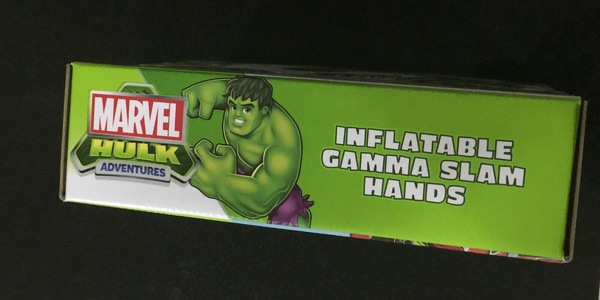 MARVEL
HULK
ADVENTURES
INFLATABLE
GAMMA SLAM
HANDS